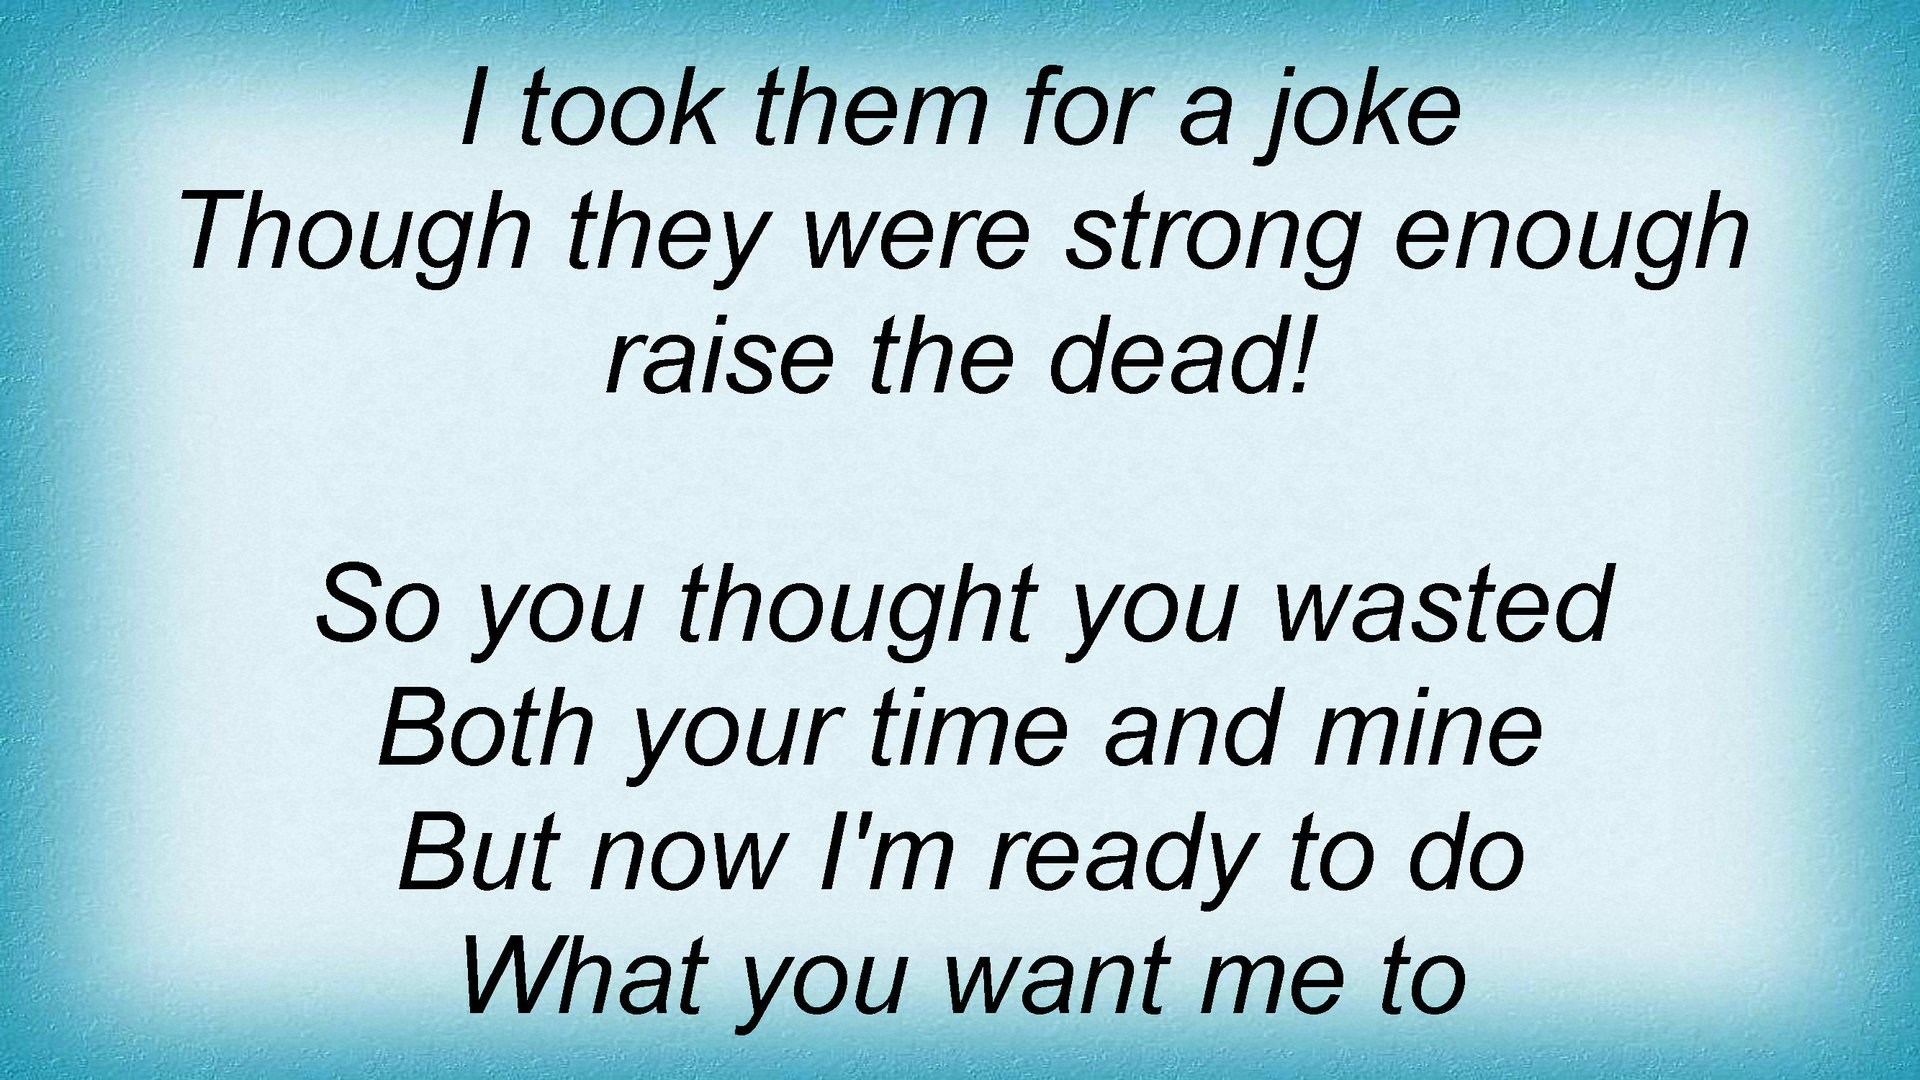 I took them for a joke
Though they were strong enough
raise the dead!
So you thought you wasted
Both your time and mine
But now I'm ready to do
What you want me to